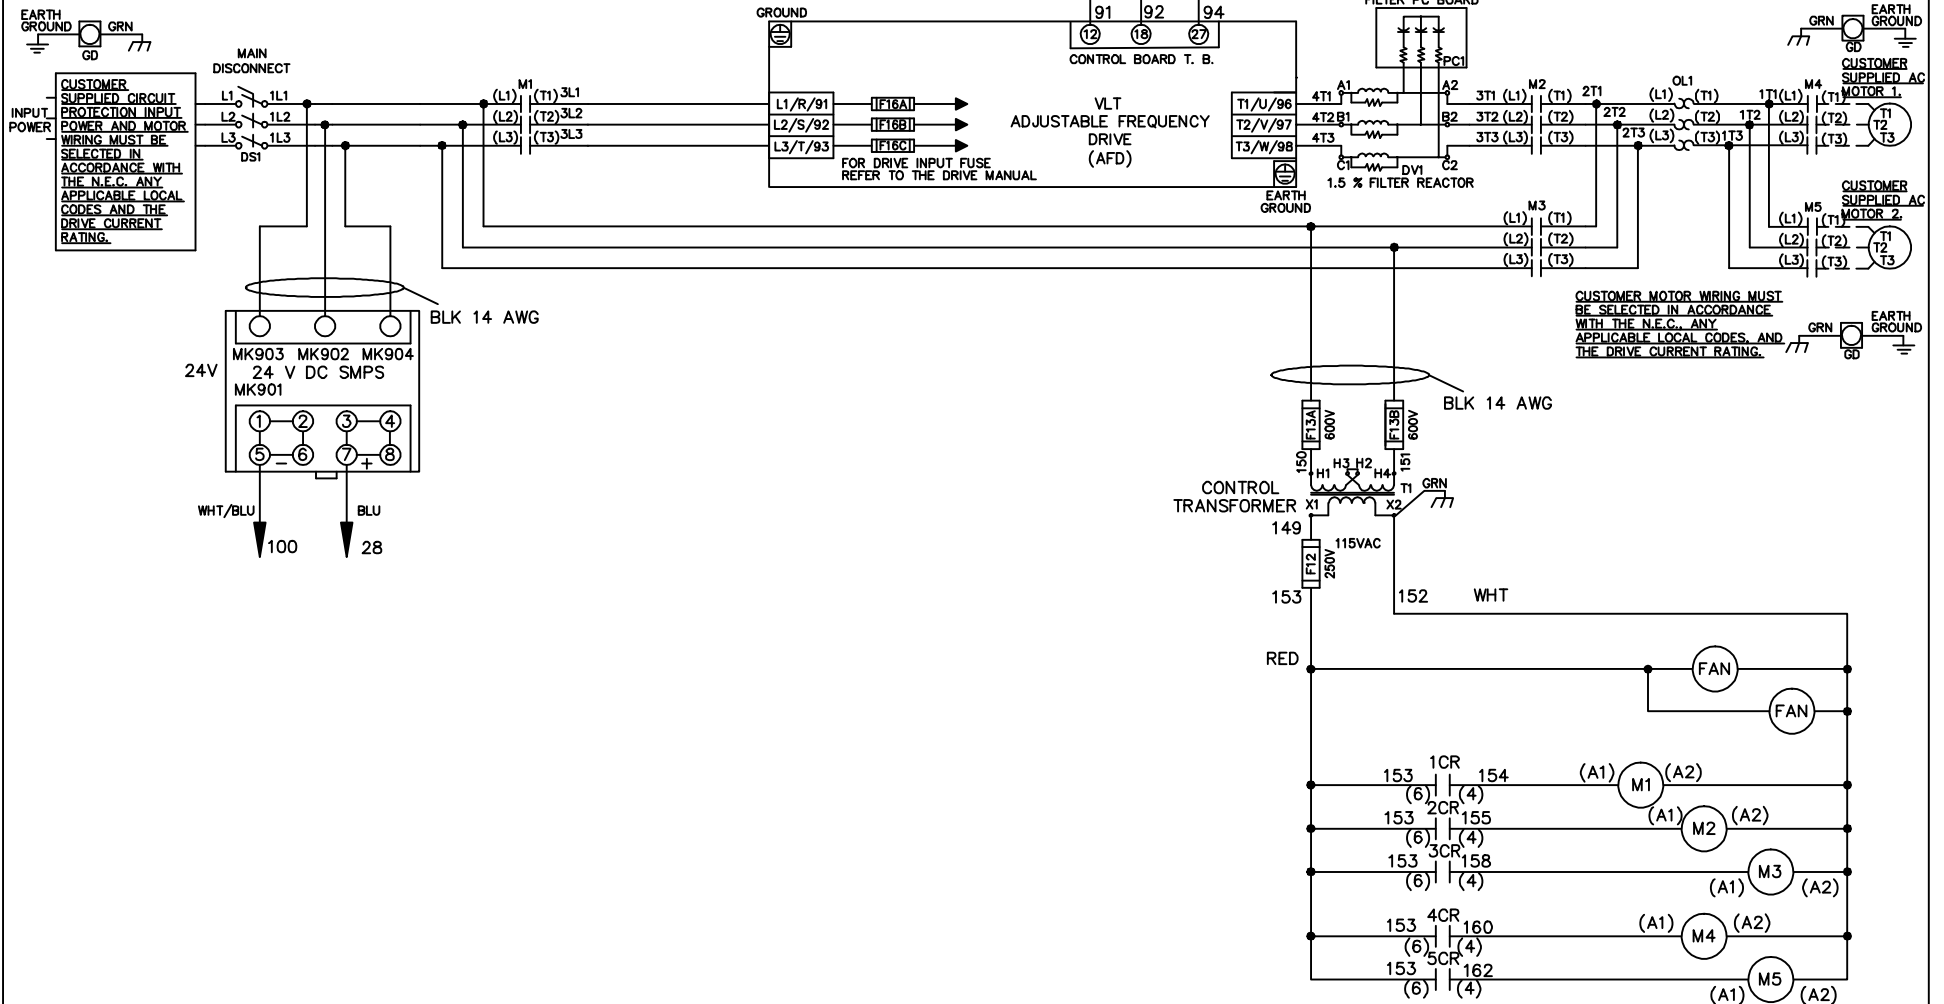 EARTH
GROUND
GRN
GD
MAIN
DISCONNECT
INPUT
POWER
CUSTOMER
SUPPLIED CIRCUIT
PROTECTION INPUT
POWER AND MOTOR
WIRING MUST BE
SELECTED IN
ACCORDANCE WITH
THE N.E.C. ANY
APPLICABLE LOCAL
CODES AND THE
DRIVE CURRENT
RATING.
L1 1L1
L2 1L2
L3 1L3
DS1
M1
(L1) (T1) 3L1
(L2) (T2) 3L2
(L3) (T3) 3L3
GROUND
91 92 94
12 18 27
CONTROL BOARD T. B.
L1/R/91
L2/S/92
L3/T/93
F16A
F16B
F16C
FOR DRIVE INPUT FUSE
REFER TO THE DRIVE MANUAL
VLT
ADJUSTABLE FREQUENCY
DRIVE
(AFD)
T1/U/96
T2/V/97
T3/W/98
EARTH
GROUND
FILTER PC BOARD
PC1
4T1 A1 A2
4T2 B1 B2
4T3 C1 C2
DV1
1.5 % FILTER REACTOR
M2
3T1 (L1) (T1) 2T1
3T2 (L2) (T2) 2T2
3T3 (L3) (T3) 2T3
OL1
(L1) (T1) 1T1
(L2) (T2) 1T2
(L3) (T3) 1T3
M4
(L1) (T1)
(L2) (T2)
(L3) (T3)
GRN
EARTH
GROUND
GD
CUSTOMER
SUPPLIED AC
MOTOR 1.
T1
T2
T3
M3
(L1) (T1)
(L2) (T2)
(L3) (T3)
M5
(L1) (T1)
(L2) (T2)
(L3) (T3)
CUSTOMER
SUPPLIED AC
MOTOR 2.
T1
T2
T3
CUSTOMER MOTOR WIRING MUST
BE SELECTED IN ACCORDANCE
WITH THE N.E.C., ANY
APPLICABLE LOCAL CODES, AND
THE DRIVE CURRENT RATING.
GRN
EARTH
GROUND
GD
BLK 14 AWG
MK903 MK902 MK904
24V
24 V DC SMPS
MK901
1 2 3 4
5 6 7 8
- +
WHT/BLU
BLU
100
28
BLK 14 AWG
F13A
600V
F13B
600V
150
151
H1 H3 H2 H4
T1
GRN
CONTROL
TRANSFORMER
X1 X2
149
115VAC
F12
250V
153
152
WHT
RED
FAN
FAN
1CR
153 154
(6) (4)
(A1) M1 (A2)
2CR
153 155
(6) (4)
(A1) M2 (A2)
3CR
153 158
(6) (4)
(A1) M3 (A2)
4CR
153 160
(6) (4)
(A1) M4 (A2)
5CR
153 162
(6) (4)
(A1) M5 (A2)